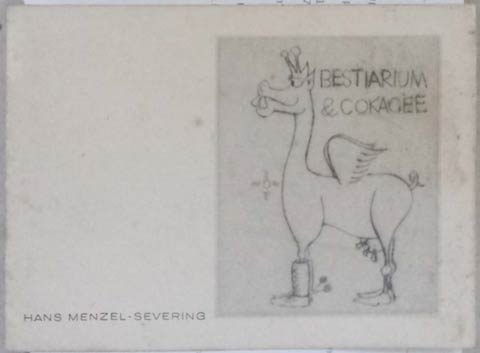 BESTIARIUM
& COKAGEE
HANS MENZEL-SEVERING